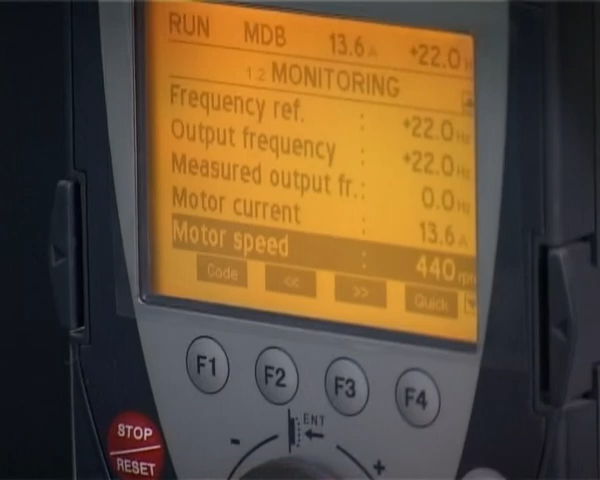 RUN MDB 13.6 A +22.0 H
1.2 MONITORING
Frequency ref. : +22.0 Hz
Output frequency : +22.0 Hz
Measured output fr. : 0.0 Hz
Motor current : 13.6 A
Motor speed : 440 rpm
Code << >> Quick
F1 F2 F3 F4
ENT
STOP
RESET
- +